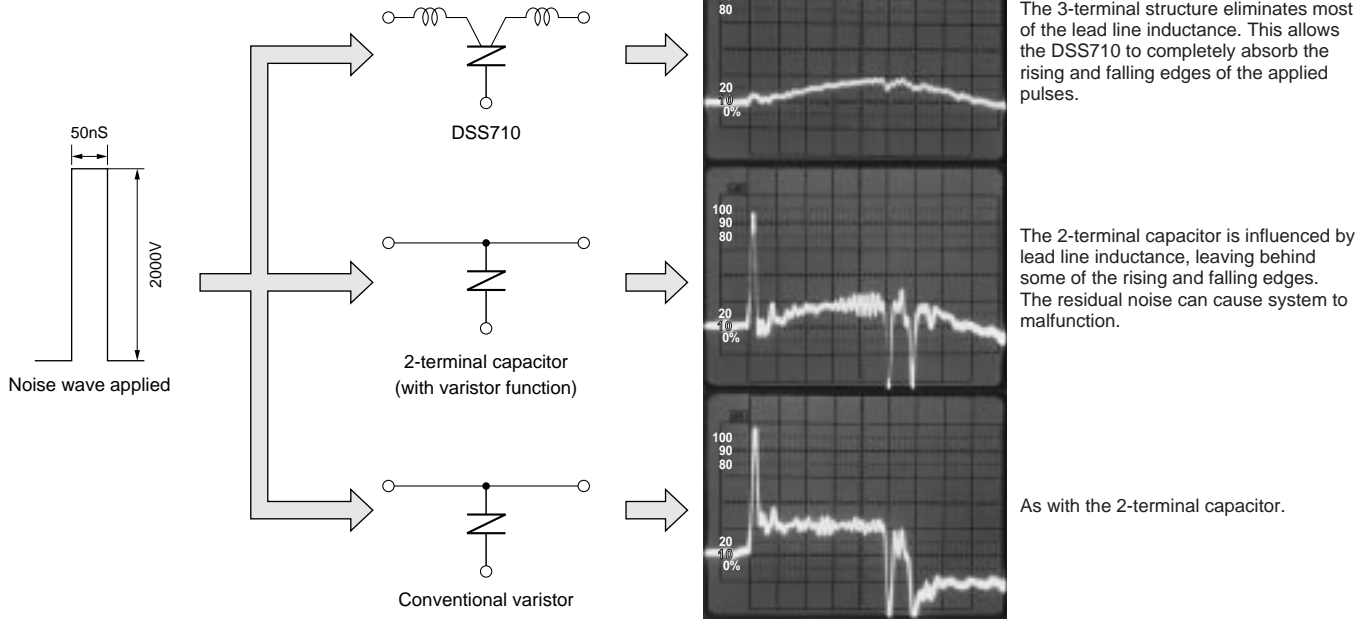 50nS
2000V
Noise wave applied
DSS710
2-terminal capacitor
(with varistor function)
Conventional varistor
80
20
10
0%
The 3-terminal structure eliminates most
of the lead line inductance. This allows
the DSS710 to completely absorb the
rising and falling edges of the applied
pulses.
100
90
80
20
10
0%
The 2-terminal capacitor is influenced by
lead line inductance, leaving behind
some of the rising and falling edges.
The residual noise can cause system to
malfunction.
100
90
80
20
10
0%
As with the 2-terminal capacitor.